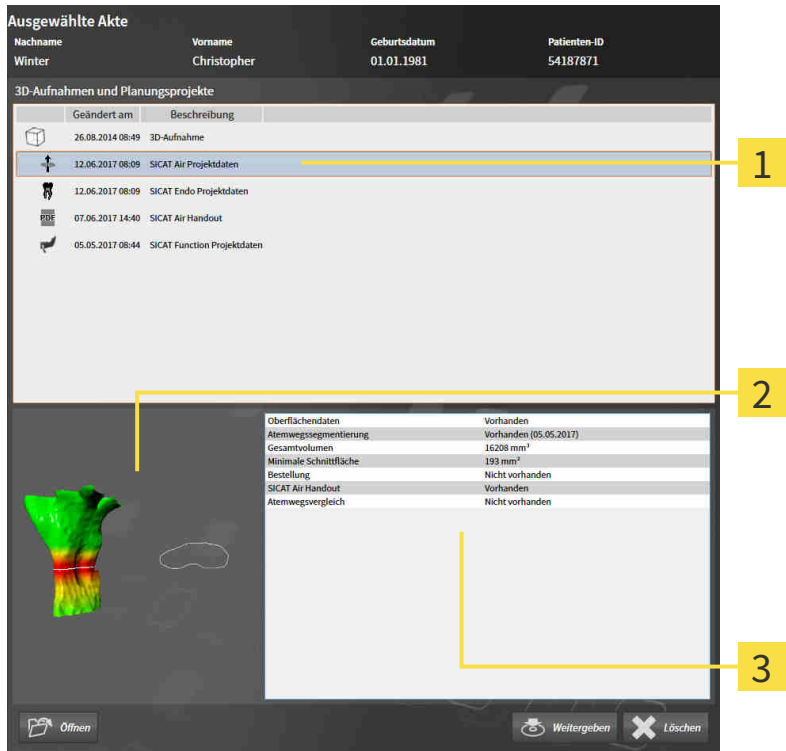 Ausgewählte Akte
Nachname Vorname Geburtsdatum Patienten-ID
Winter Christopher 01.01.1981 54187871
3D-Aufnahmen und Planungsprojekte
Geändert am Beschreibung
26.08.2014 08:49 3D-Aufnahme
1
12.06.2017 08:09 SICAT Air Projektdaten
12.06.2017 08:09 SICAT Endo Projektdaten
PDF 07.06.2017 14:40 SICAT Air Handout
05.05.2017 08:44 SICAT Function Projektdaten
2
Oberflächendaten Vorhanden
Atemwegssegmentierung Vorhanden (05.05.2017)
Gesamtvolumen 16208 mm³
Minimale Schnittfläche 193 mm²
Bestellung Nicht vorhanden
SICAT Air Handout Vorhanden
Atemwegsvergleich Nicht vorhanden
3
Öffnen Weitergeben Löschen